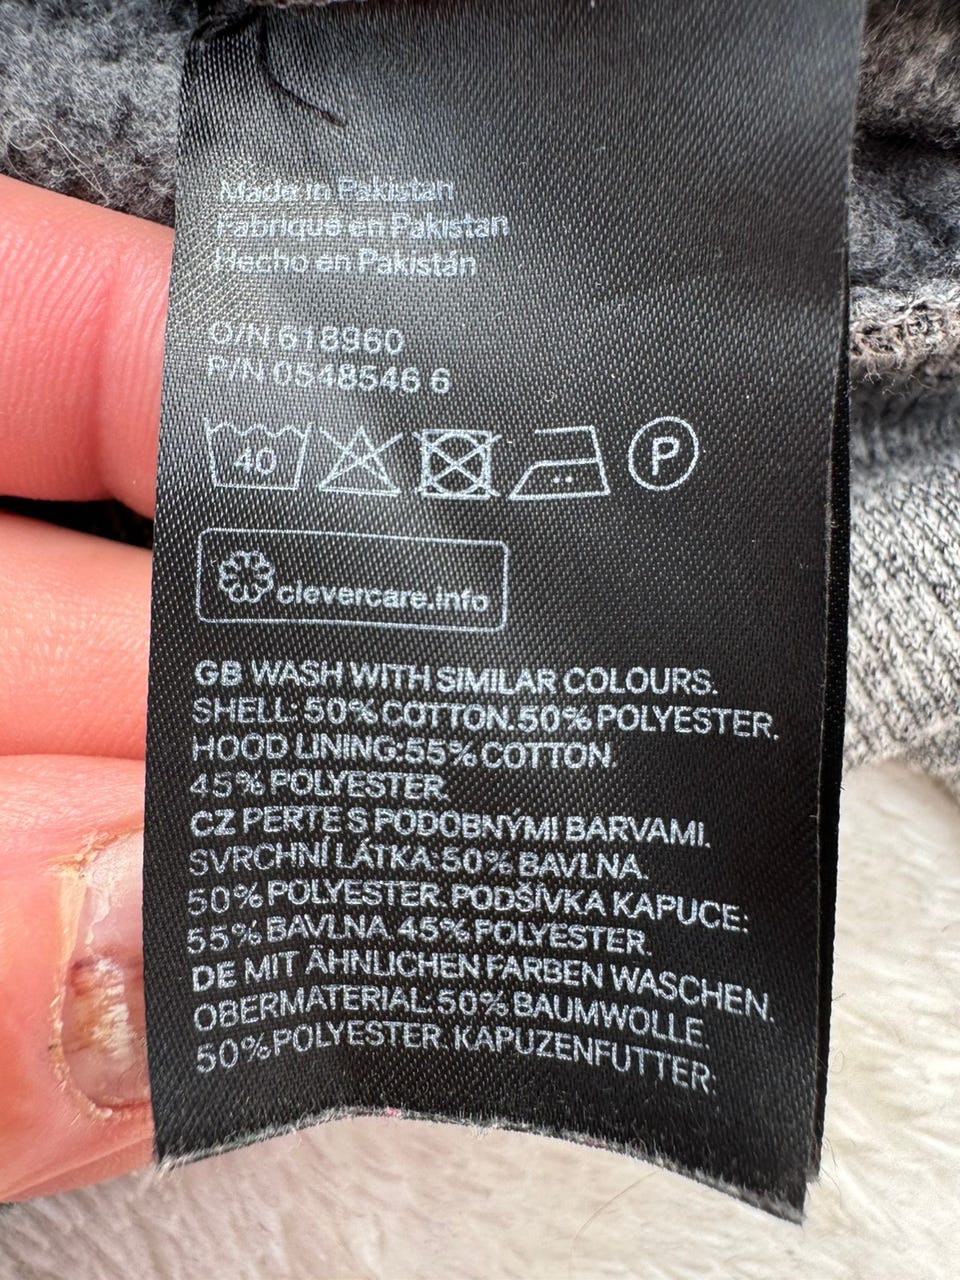 Made in Pakistan
Fabriqué en Pakistan
Hecho en Pakistán
O/N 618960
P/N 0548546 6
40 P
clevercare.info
GB WASH WITH SIMILAR COLOURS.
SHELL: 50% COTTON. 50% POLYESTER.
HOOD LINING: 55% COTTON.
45% POLYESTER.
CZ PERTE S PODOBNÝMI BARVAMI.
SVRCHNÍ LÁTKA: 50% BAVLNA.
50% POLYESTER. PODŠÍVKA KAPUCE:
55% BAVLNA. 45% POLYESTER.
DE MIT ÄHNLICHEN FARBEN WASCHEN.
OBERMATERIAL: 50% BAUMWOLLE.
50% POLYESTER. KAPUZENFUTTER: